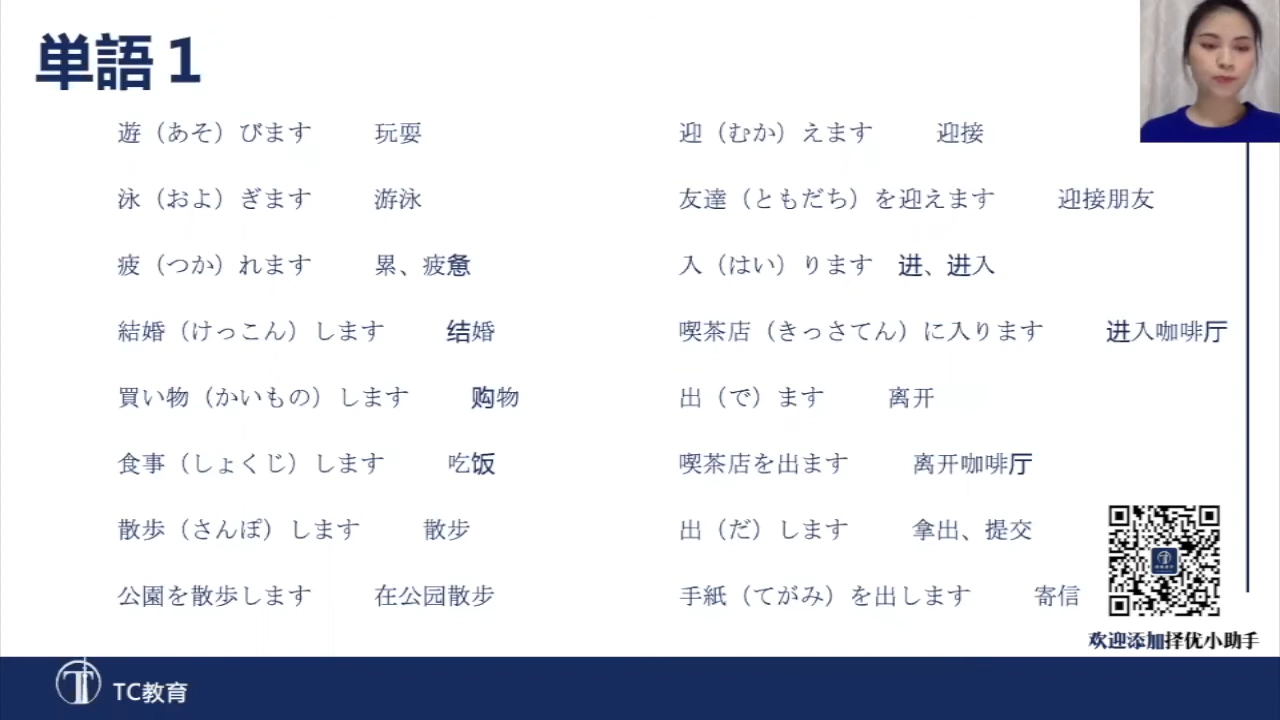 単語１
遊（あそ）びます 玩耍
泳（およ）ぎます 游泳
疲（つか）れます 累、疲惫
結婚（けっこん）します 结婚
買い物（かいもの）します 购物
食事（しょくじ）します 吃饭
散歩（さんぽ）します 散步
公園を散歩します 在公园散步
迎（むか）えます 迎接
友達（ともだち）を迎えます 迎接朋友
入（はい）ります 进、进入
喫茶店（きっさてん）に入ります 进入咖啡厅
出（で）ます 离开
喫茶店を出ます 离开咖啡厅
出（だ）します 拿出、提交
手紙（てがみ）を出します 寄信
欢迎添加择优小助手
TC教育